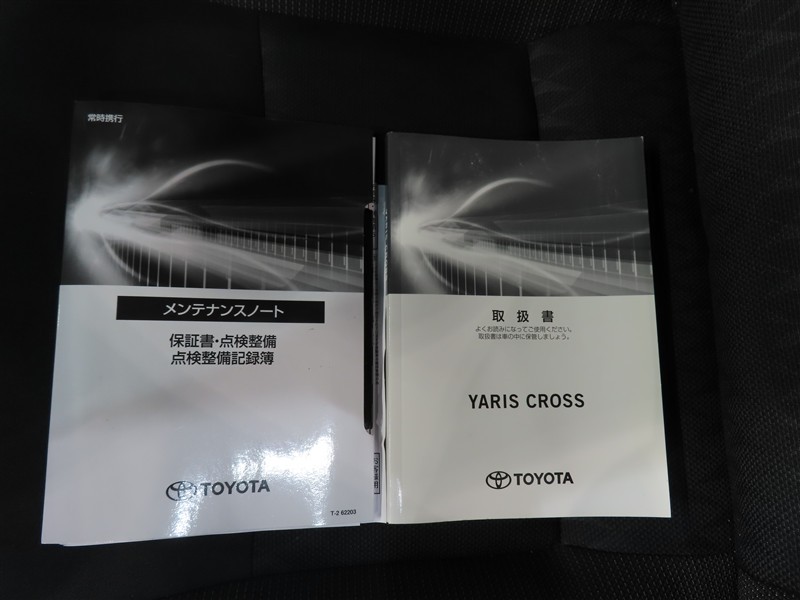 常時携行
メンテナンスノート
保証書・点検整備
点検整備記録簿
TOYOTA
T-2 62203
取扱書
よくお読みになってご使用ください。
取扱書は車の中に保管しましょう。
YARIS CROSS
TOYOTA